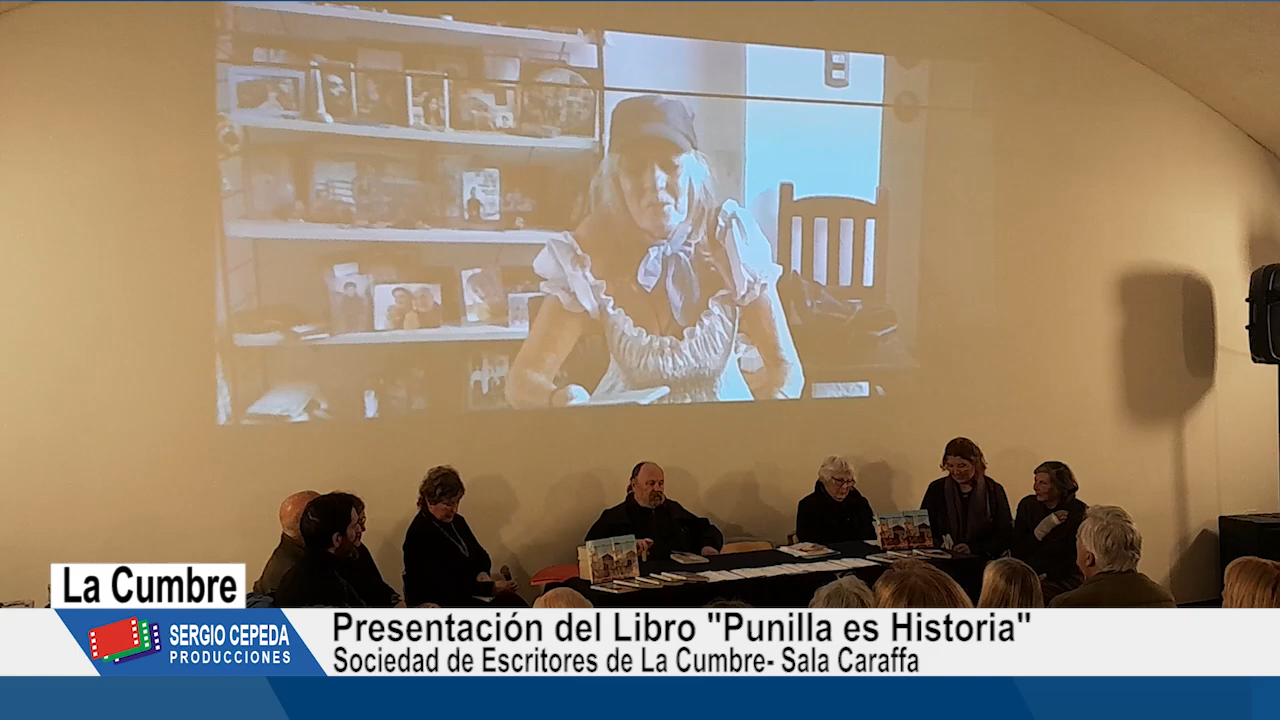 La Cumbre
SERGIO CEPEDA
PRODUCCIONES
Presentación del Libro "Punilla es Historia"
Sociedad de Escritores de La Cumbre- Sala Caraffa